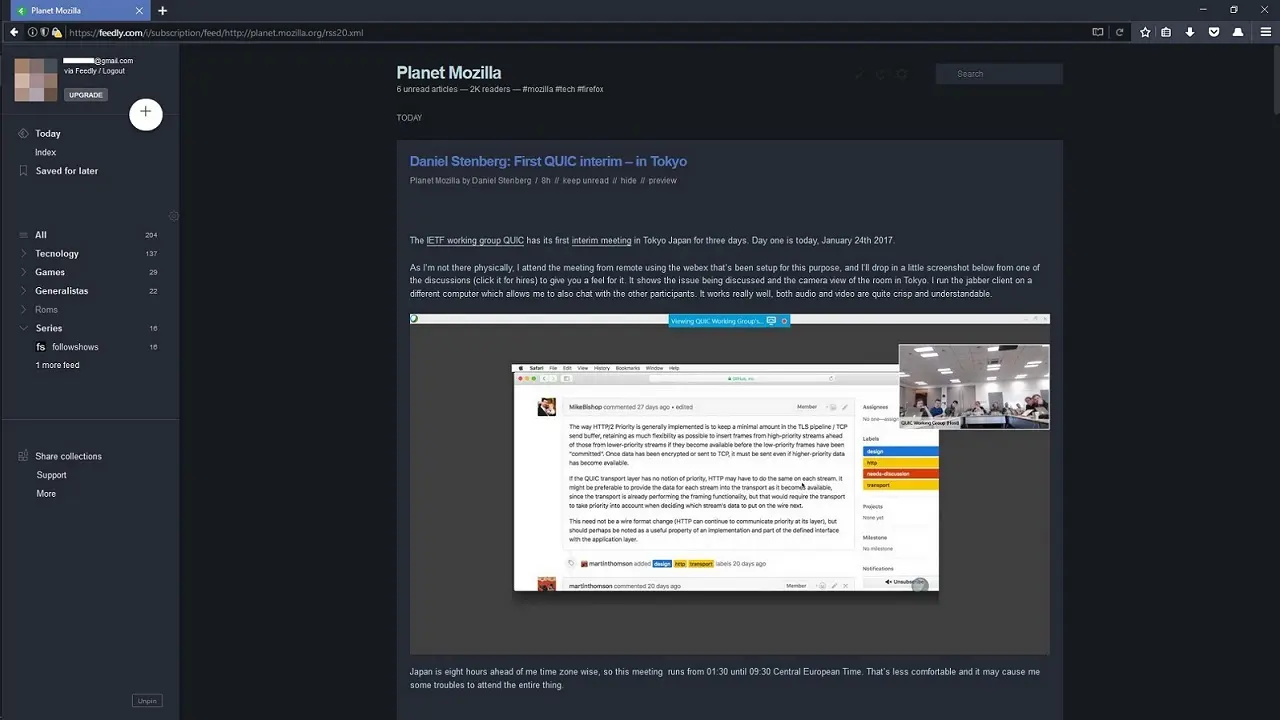 Planet Mozilla
https://feedly.com/i/subscription/feed/http://planet.mozilla.org/rss20.xml
@gmail.com
via Feedly / Logout
UPGRADE
Today
Index
Saved for later
All 204
Tecnology 137
Games 29
Generalistas 22
Roms
Series 16
fs followshows 16
1 more feed
Share collections
Support
More
Unpin
Planet Mozilla
6 unread articles — 2K readers — #mozilla #tech #firefox
Search
TODAY
Daniel Stenberg: First QUIC interim – in Tokyo
Planet Mozilla by Daniel Stenberg / 8h // keep unread // hide // preview
The IETF working group QUIC has its first interim meeting in Tokyo Japan for three days. Day one is today, January 24th 2017.
As I'm not there physically, I attend the meeting from remote using the webex that's been setup for this purpose, and I'll drop in a little screenshot below from one of
the discussions (click it for hires) to give you a feel for it. It shows the issue being discussed and the camera view of the room in Tokyo. I run the jabber client on a
different computer which allows me to also chat with the other participants. It works really well, both audio and video are quite crisp and understandable.
Viewing QUIC Working Group's...
Safari File Edit View History Bookmarks Window Help
MikeBishop commented 27 days ago • edited Member
The way HTTP/2 Priority is generally implemented is to keep a minimal amount in the TLS pipeline / TCP
send buffer, retaining as much flexibility as possible to insert frames from high-priority streams ahead
of those from lower-priority streams if they become available before the low-priority frames have been
"committed". Once data has been encrypted or sent to TCP, it must be sent even if higher-priority data
has become available.
If the QUIC transport layer has no notion of priority, HTTP may have to do the same on each stream. It
might be preferable to provide the data for each stream into the transport as it becomes available,
since the transport is already performing the framing functionality, but that would require the transport
to take priority into account when deciding which stream's data to put on the wire next.
This need not be a wire format change (HTTP can continue to communicate priority at its layer), but
should perhaps be noted as a useful property of an implementation and part of the defined interface
with the application layer.
martinthomson added design http transport labels 20 days ago
martinthomson commented 20 days ago Member
QUIC Working Group (Host)
Assignees
Labels
design
http
needs-discussion
transport
Projects
None yet
Milestone
No milestone
Notifications
Japan is eight hours ahead of me time zone wise, so this meeting runs from 01:30 until 09:30 Central European Time. That's less comfortable and it may cause me
some troubles to attend the entire thing.